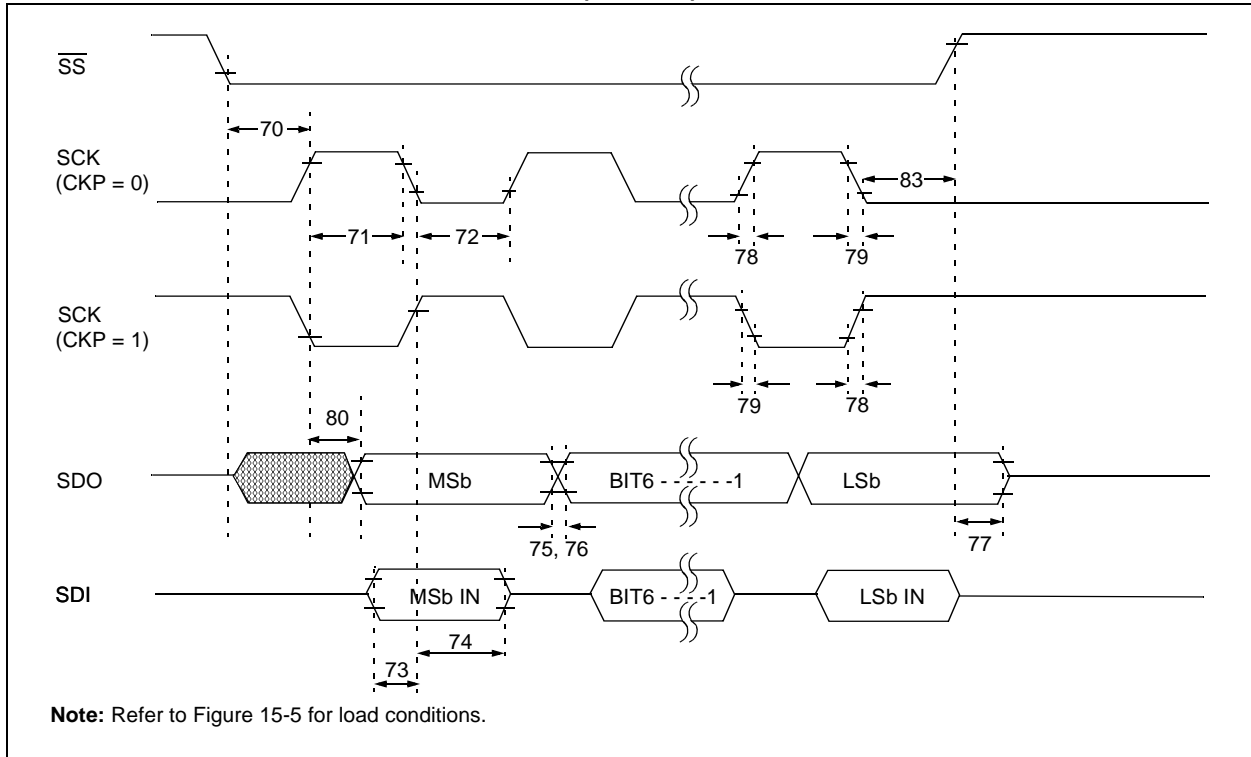 SS
70
SCK
(CKP = 0)
83
71
72
78
79
SCK
(CKP = 1)
79
78
80
SDO
MSb
BIT6 - - - - - -1
LSb
75, 76
77
SDI
MSb IN
BIT6 - - - -1
LSb IN
74
73
Note: Refer to Figure 15-5 for load conditions.